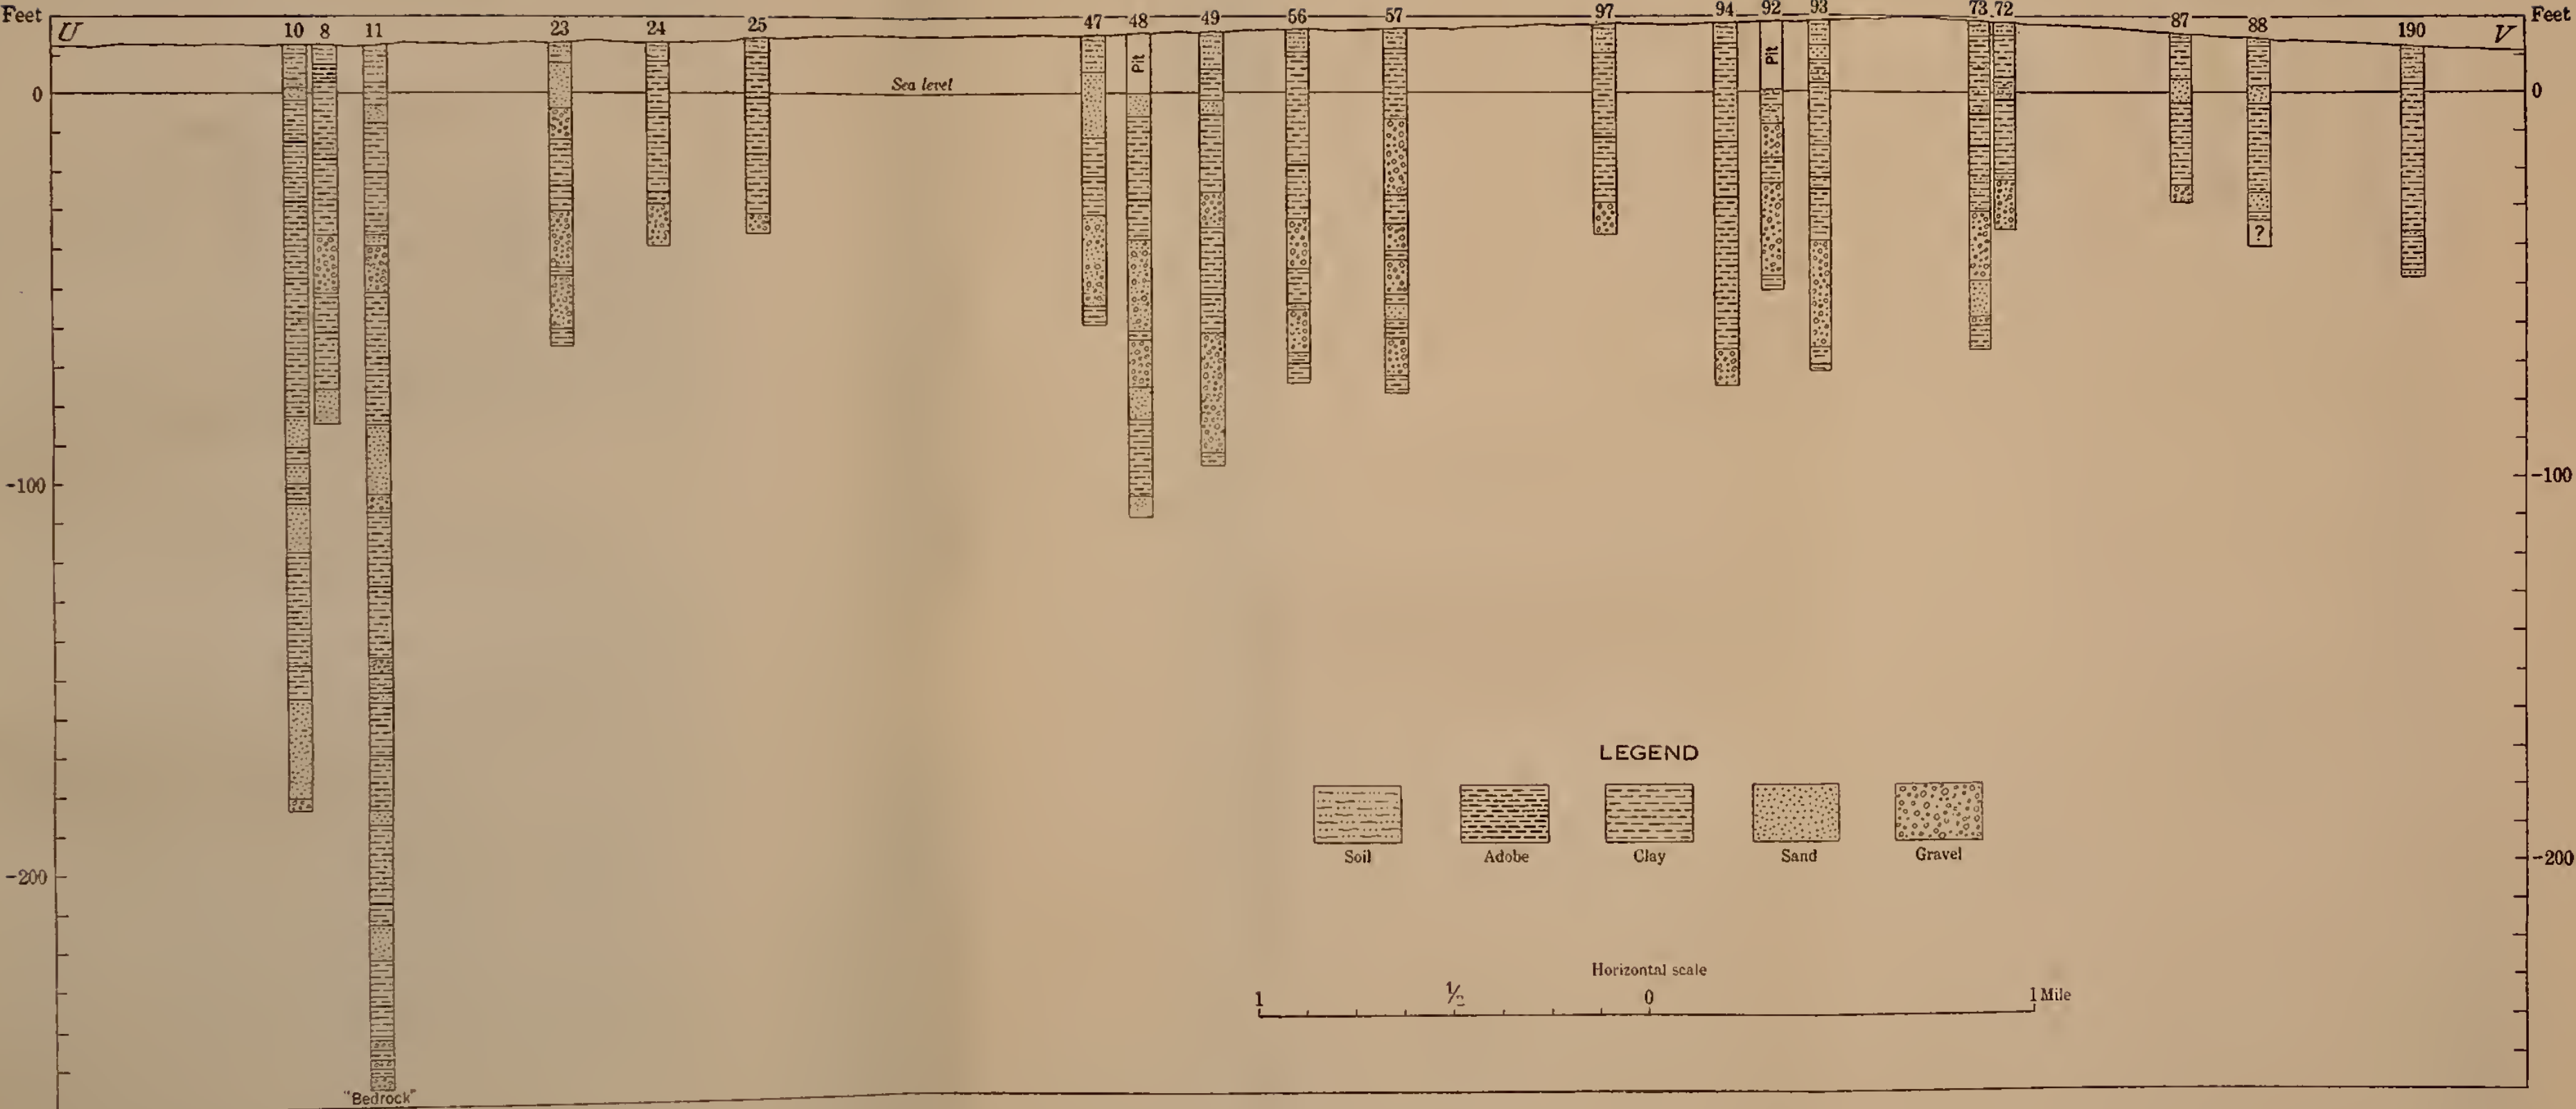 Feet
Feet
U 10 8 11 23 24 25 47 48 49 56 57 97 94 92 93 73 72 87 88 190 V
Pit
Pit
0
Sea level
0
?
-100
-100
LEGEND
Soil Adobe Clay Sand Gravel
-200
-200
Horizontal scale
1 1/2 0 1 Mile
"Bedrock"